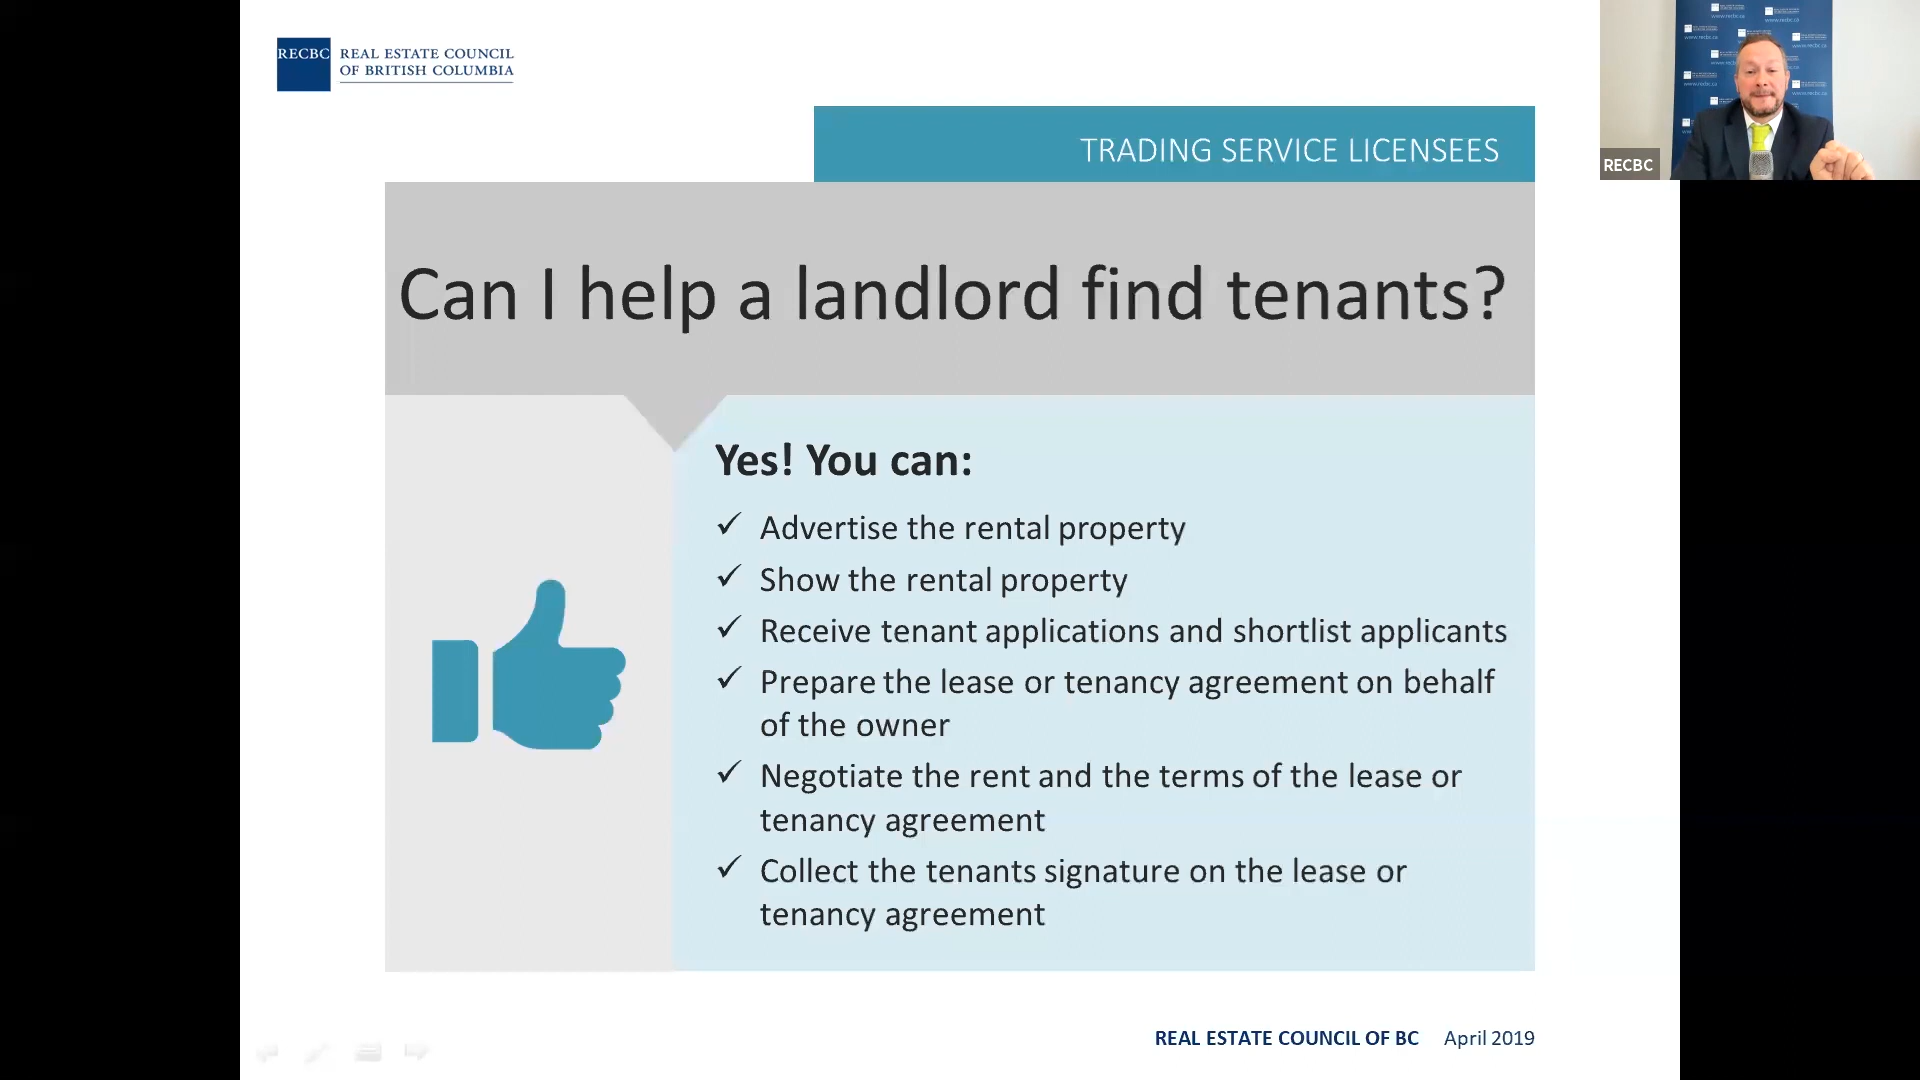 RECBC
REAL ESTATE COUNCIL
OF BRITISH COLUMBIA
TRADING SERVICE LICENSEES
Can I help a landlord find tenants?
Yes! You can:
✓ Advertise the rental property
✓ Show the rental property
✓ Receive tenant applications and shortlist applicants
✓ Prepare the lease or tenancy agreement on behalf
of the owner
✓ Negotiate the rent and the terms of the lease or
tenancy agreement
✓ Collect the tenants signature on the lease or
tenancy agreement
REAL ESTATE COUNCIL OF BC April 2019
RECBC
www.recbc.ca